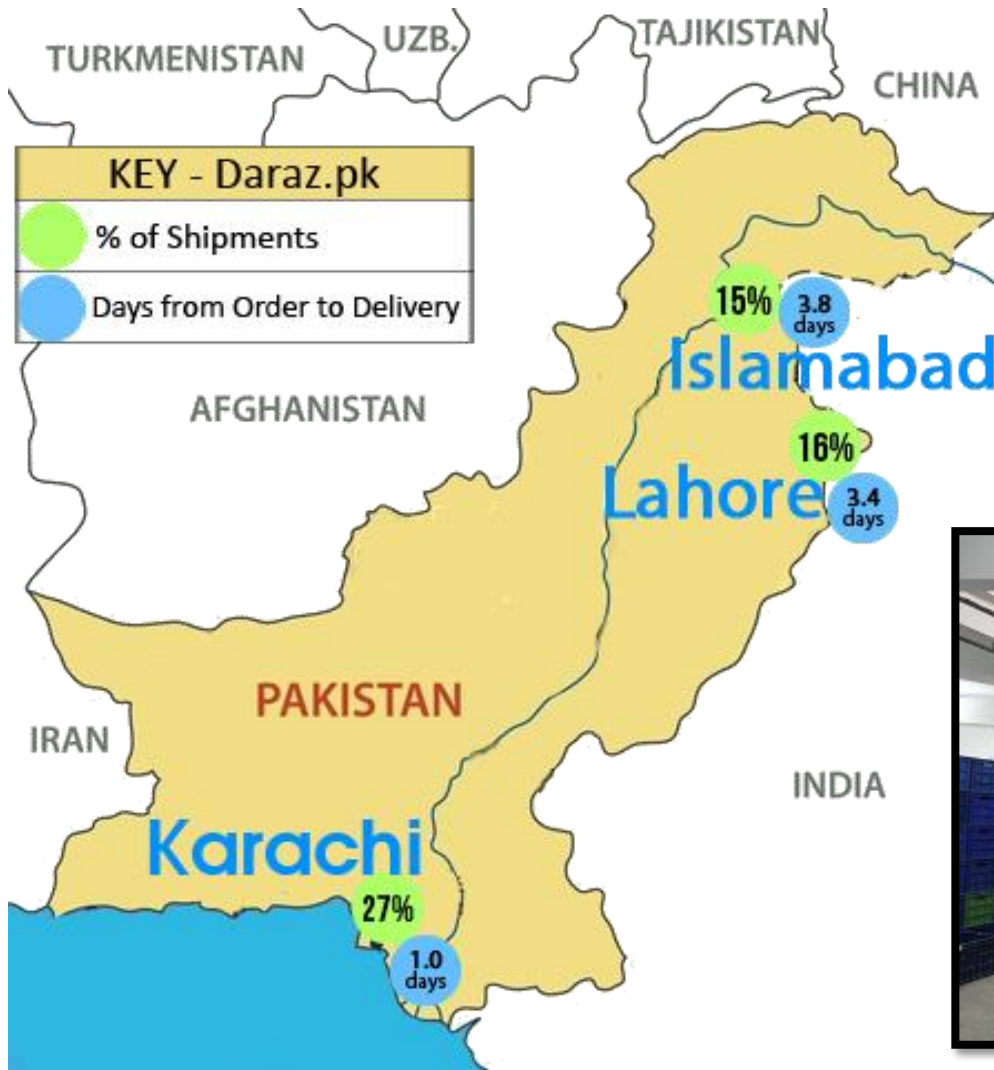 TURKMENISTAN
UZB.
TAJIKISTAN
CHINA
KEY - Daraz.pk
% of Shipments
Days from Order to Delivery
15%
3.8
days
Islamabad
AFGHANISTAN
16%
Lahore
3.4
days
PAKISTAN
IRAN
INDIA
Karachi
27%
1.0
days